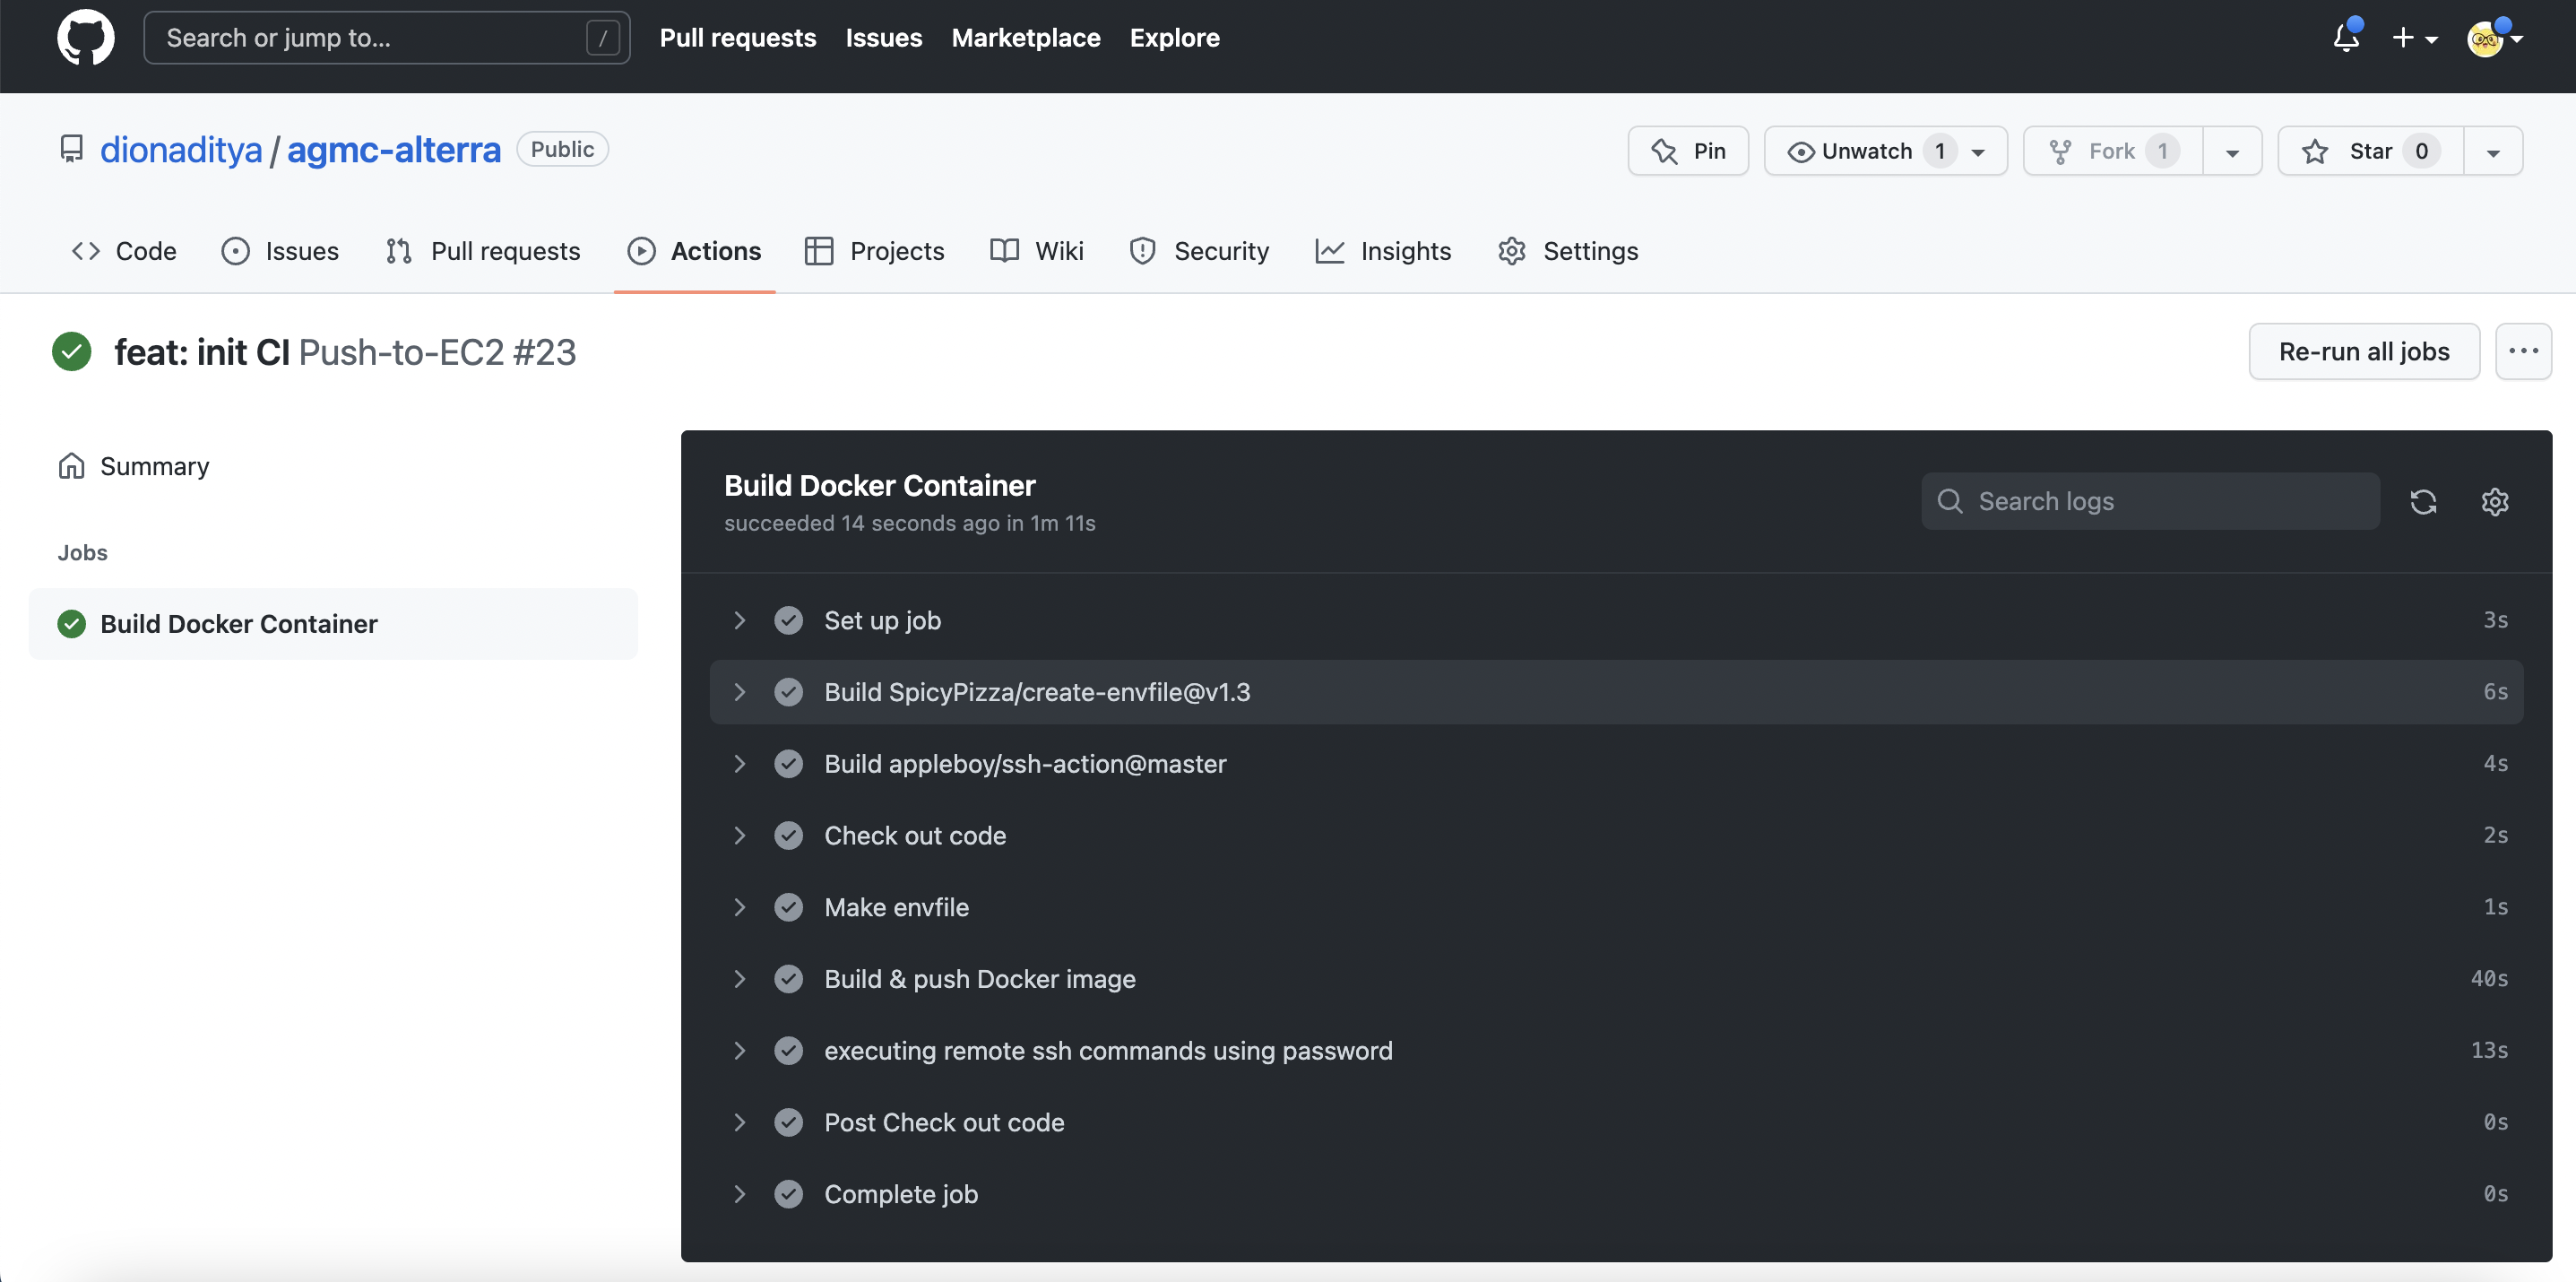 Search or jump to... / Pull requests Issues Marketplace Explore
dionaditya / agmc-alterra Public Pin Unwatch 1 Fork 1 Star 0
Code Issues Pull requests Actions Projects Wiki Security Insights Settings
feat: init CI Push-to-EC2 #23 Re-run all jobs ...
Summary
Jobs
Build Docker Container
Build Docker Container
succeeded 14 seconds ago in 1m 11s
Search logs
Set up job 3s
Build SpicyPizza/create-envfile@v1.3 6s
Build appleboy/ssh-action@master 4s
Check out code 2s
Make envfile 1s
Build & push Docker image 40s
executing remote ssh commands using password 13s
Post Check out code 0s
Complete job 0s